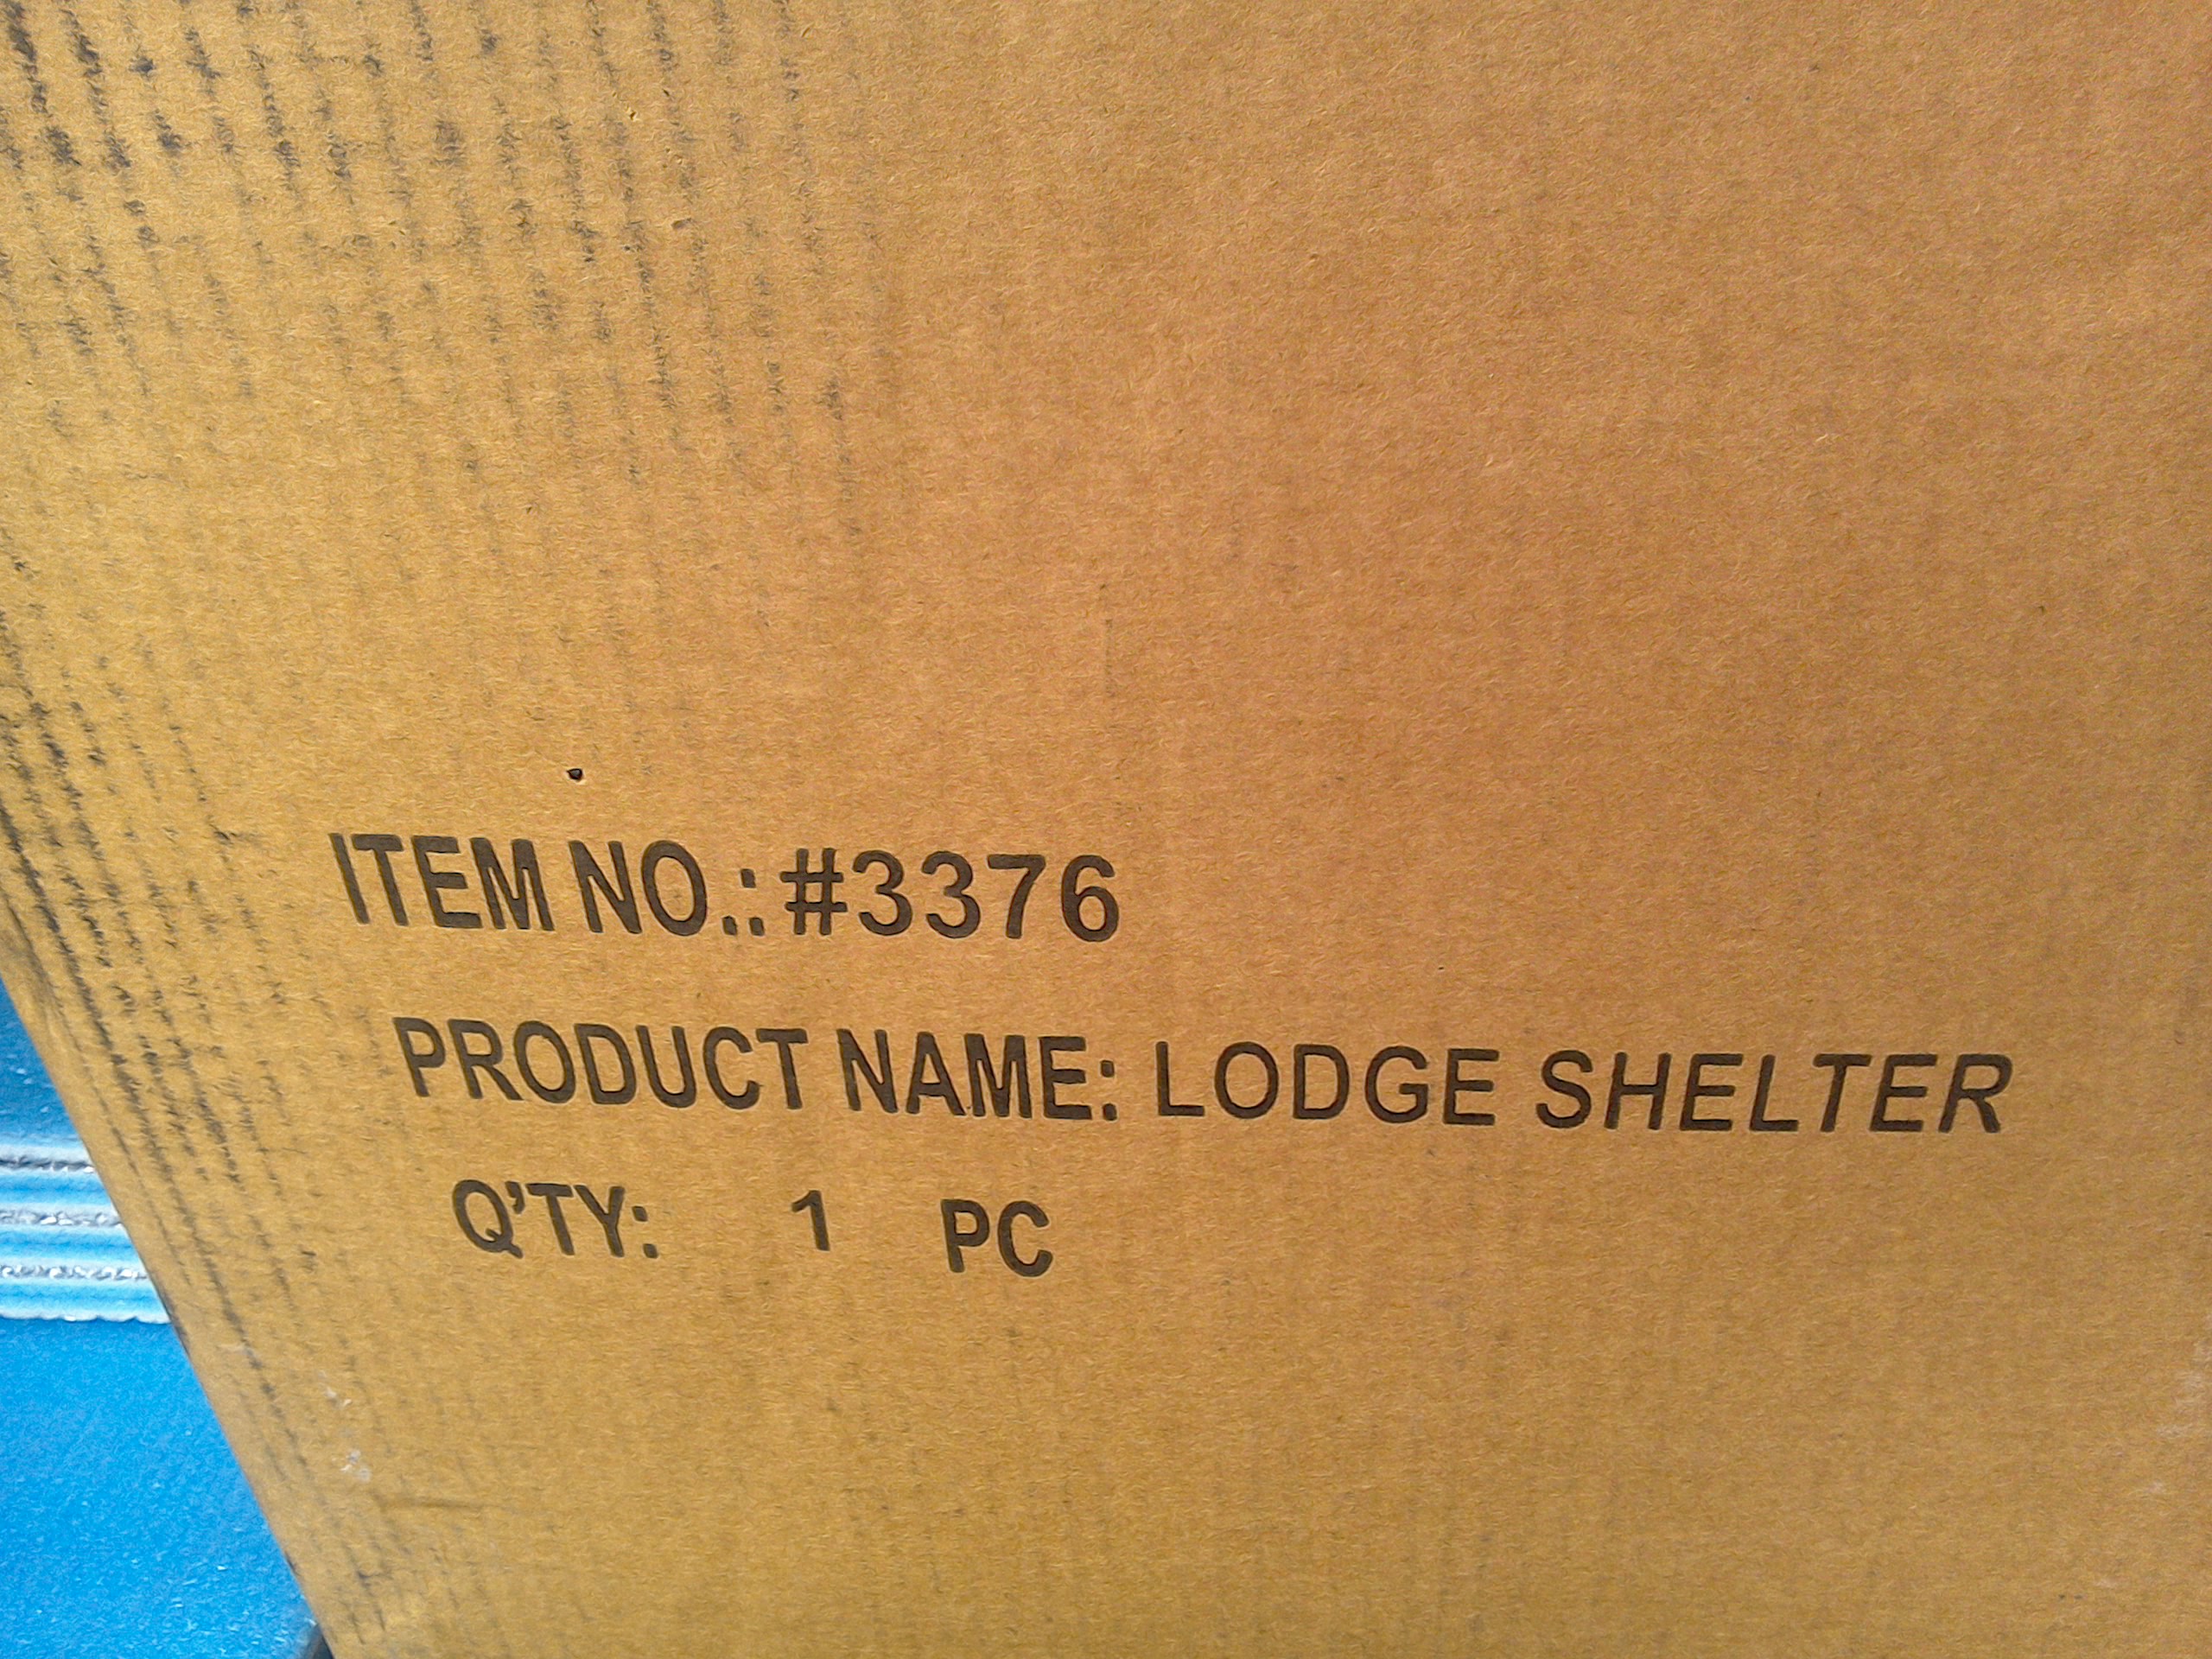 ITEM NO.:#3376
PRODUCT NAME: LODGE SHELTER
Q'TY: 1 PC